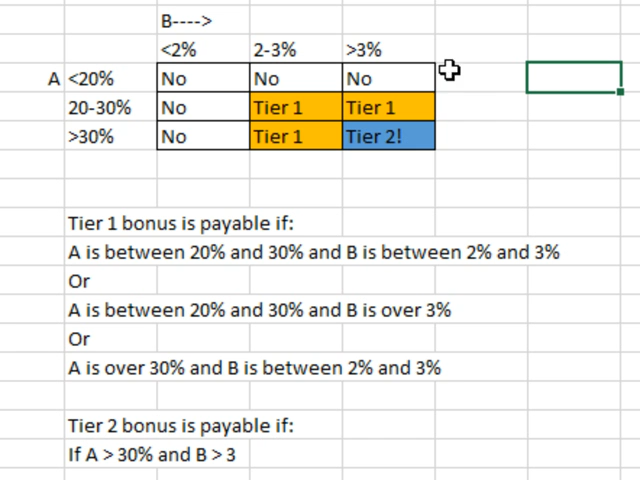 B---->
<2% 2-3% >3%
A <20% No No No
20-30% No Tier 1 Tier 1
>30% No Tier 1 Tier 2!
Tier 1 bonus is payable if:
A is between 20% and 30% and B is between 2% and 3%
Or
A is between 20% and 30% and B is over 3%
Or
A is over 30% and B is between 2% and 3%
Tier 2 bonus is payable if:
If A > 30% and B > 3